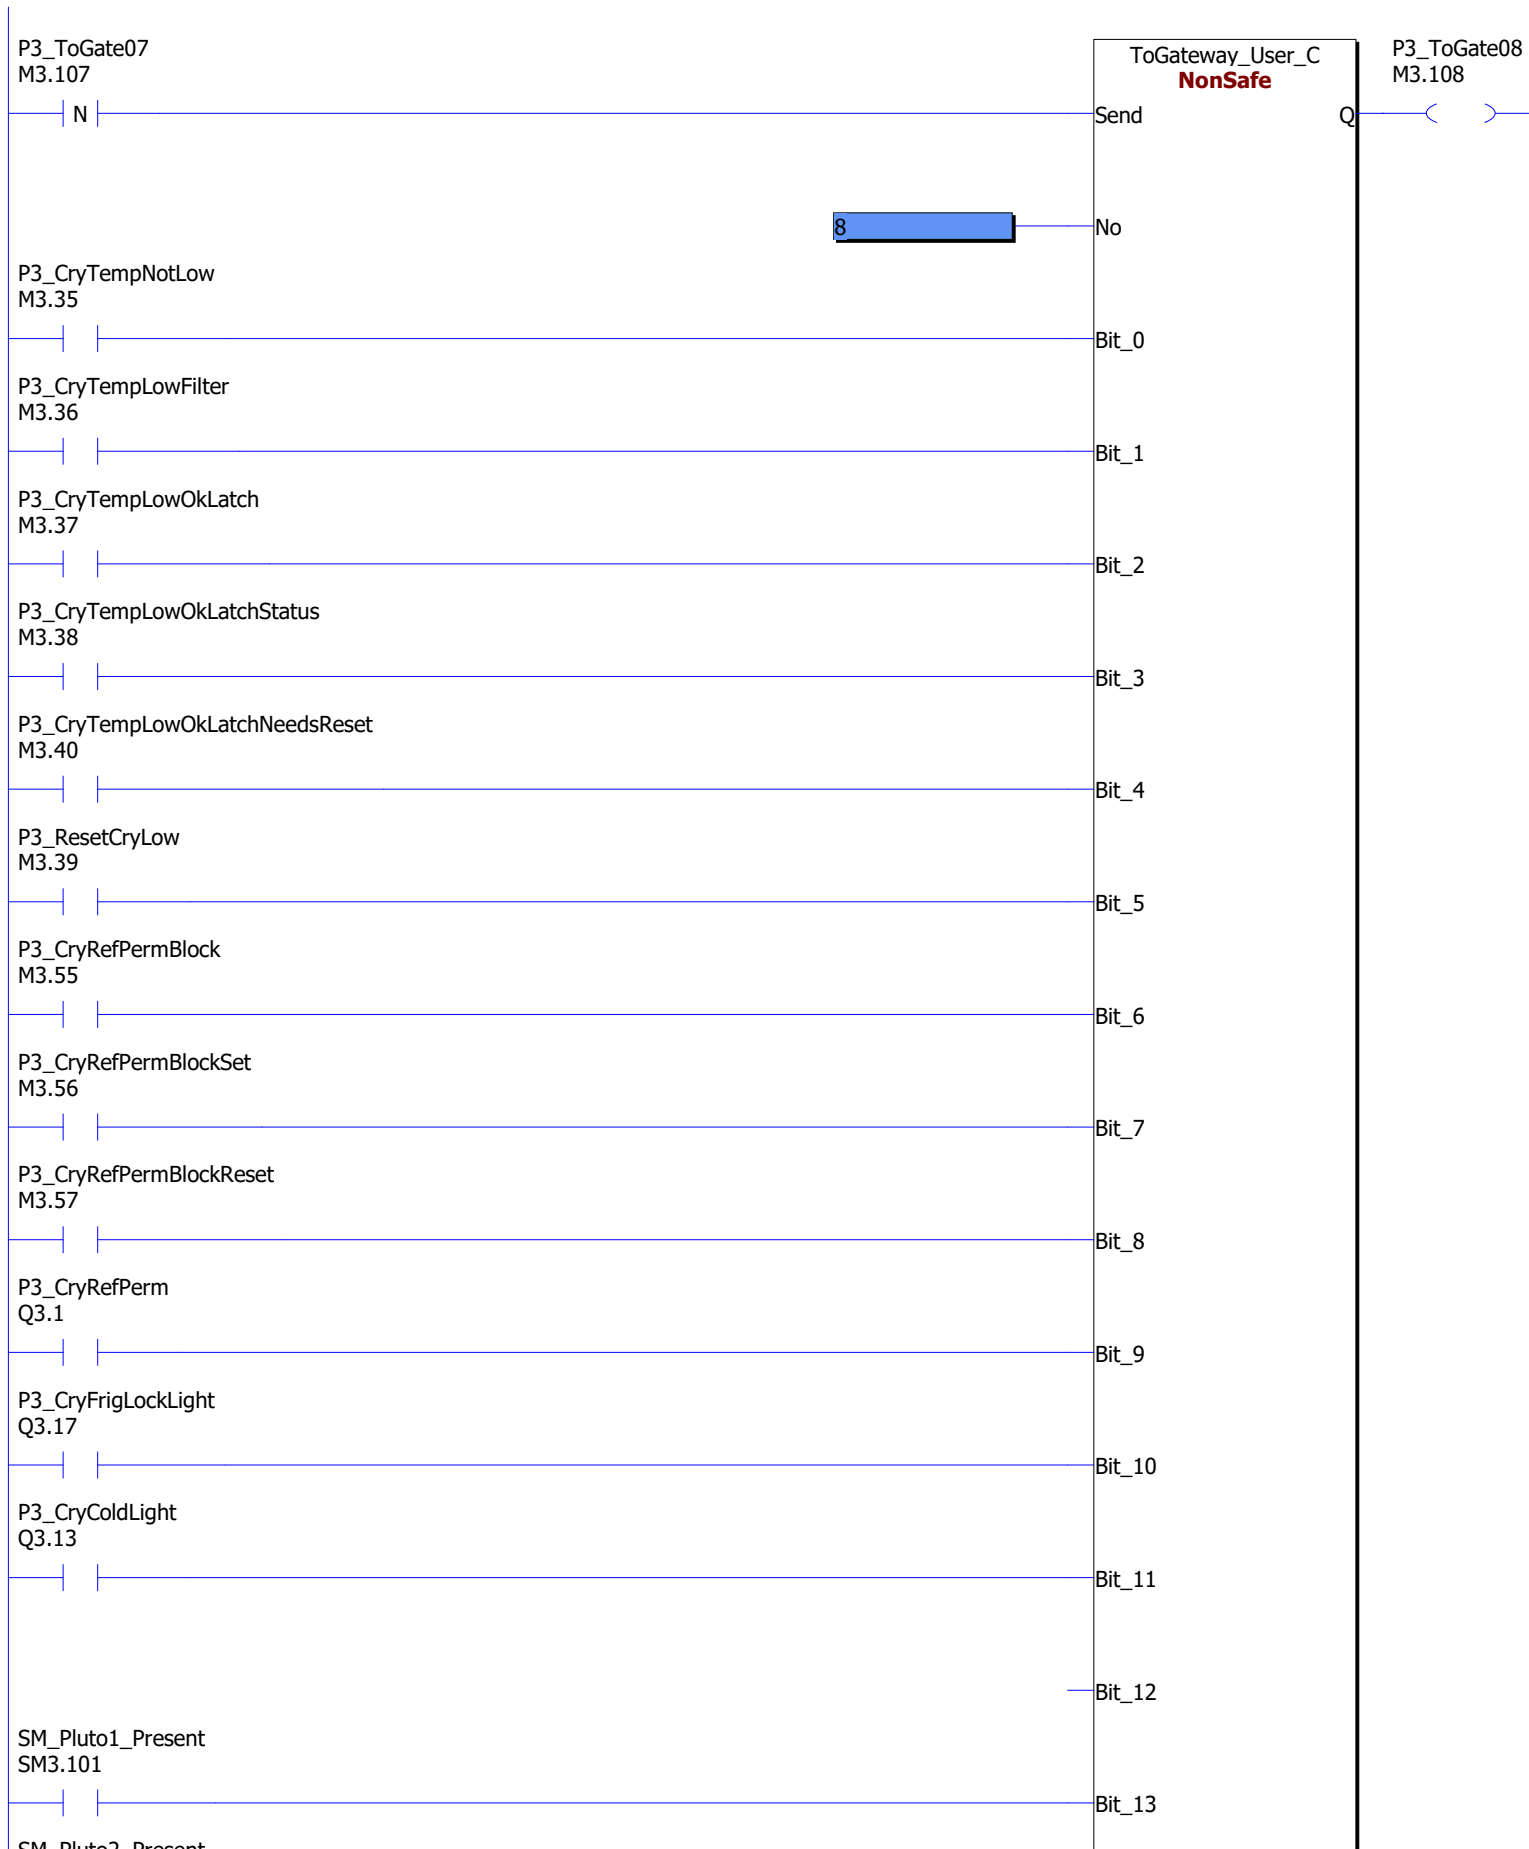 P3_ToGate07
M3.107
N
ToGateway_User_C
NonSafe
Send
Q
P3_ToGate08
M3.108
8
No
P3_CryTempNotLow
M3.35
Bit_0
P3_CryTempLowFilter
M3.36
Bit_1
P3_CryTempLowOkLatch
M3.37
Bit_2
P3_CryTempLowOkLatchStatus
M3.38
Bit_3
P3_CryTempLowOkLatchNeedsReset
M3.40
Bit_4
P3_ResetCryLow
M3.39
Bit_5
P3_CryRefPermBlock
M3.55
Bit_6
P3_CryRefPermBlockSet
M3.56
Bit_7
P3_CryRefPermBlockReset
M3.57
Bit_8
P3_CryRefPerm
Q3.1
Bit_9
P3_CryFrigLockLight
Q3.17
Bit_10
P3_CryColdLight
Q3.13
Bit_11
Bit_12
SM_Pluto1_Present
SM3.101
Bit_13
SM_Pluto2_Present